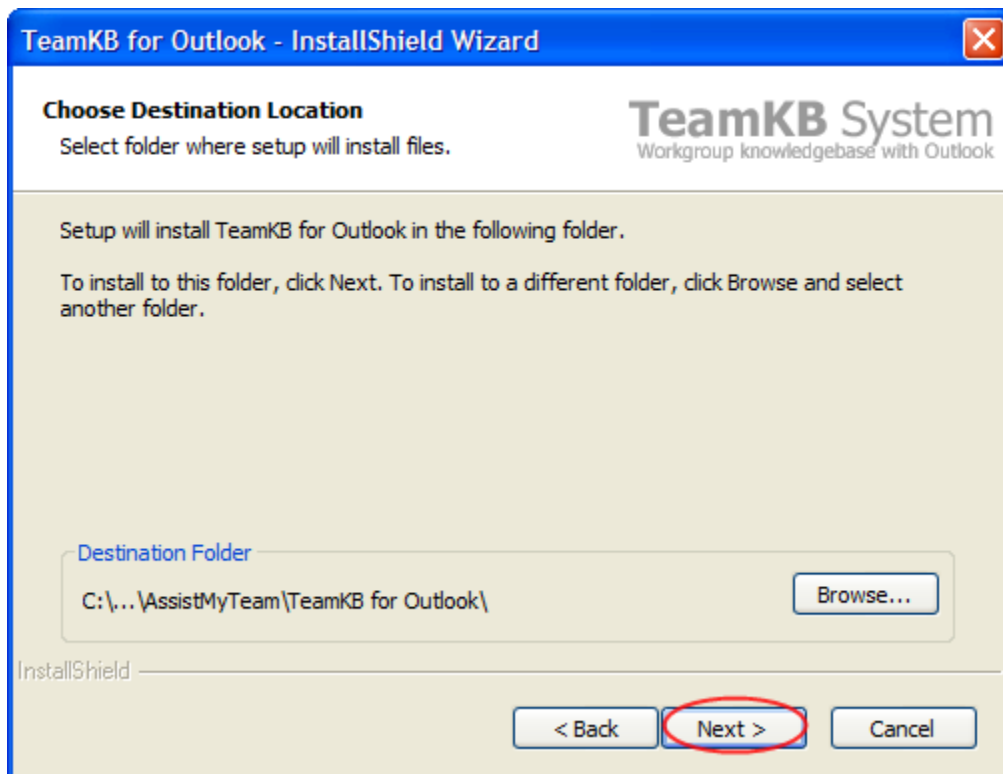 TeamKB for Outlook - InstallShield Wizard
Choose Destination Location
Select folder where setup will install files.
TeamKB System
Workgroup knowledgebase with Outlook
Setup will install TeamKB for Outlook in the following folder.
To install to this folder, click Next. To install to a different folder, click Browse and select
another folder.
Destination Folder
C:\...\AssistMyTeam\TeamKB for Outlook\
Browse...
InstallShield
< Back
Next >
Cancel